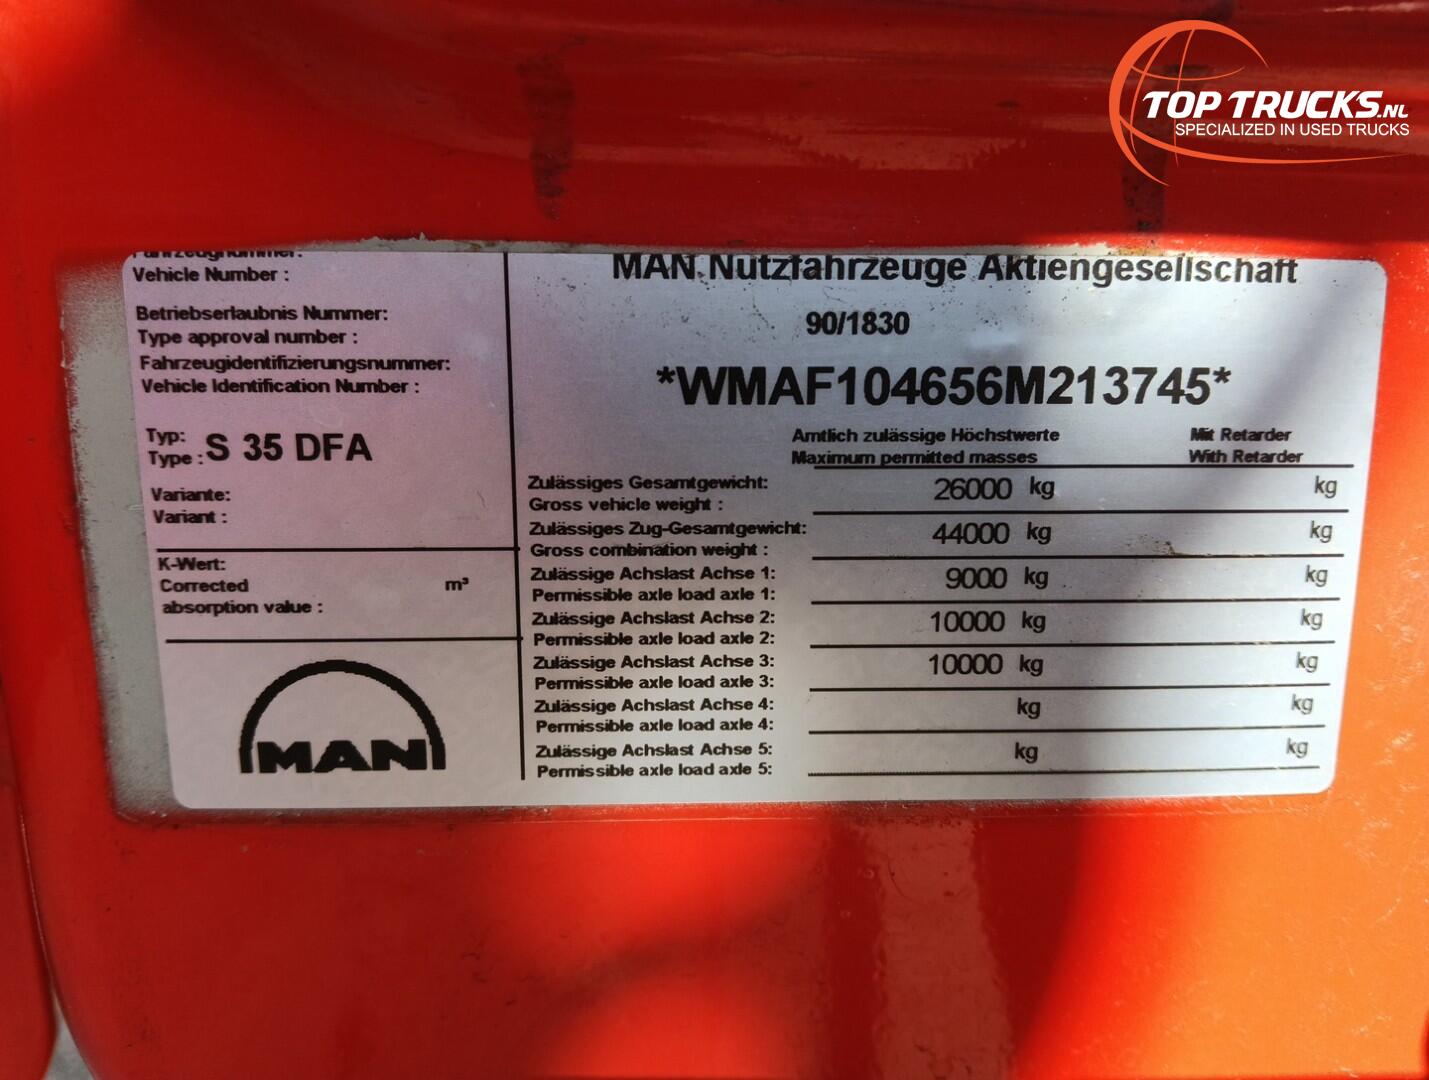 TOP TRUCKS.NL
SPECIALIZED IN USED TRUCKS
Fahrzeugnummer:
Vehicle Number :
Betriebserlaubnis Nummer:
Type approval number :
Fahrzeugidentifizierungsnummer:
Vehicle Identification Number :
Typ:
Type : S 35 DFA
Variante:
Variant :
K-Wert:
Corrected m³
absorption value :
MAN
MAN Nutzfahrzeuge Aktiengesellschaft
90/1830
*WMAF104656M213745*
Amtlich zulässige Höchstwerte Mit Retarder
Maximum permitted masses With Retarder
Zulässiges Gesamtgewicht: 26000 kg kg
Gross vehicle weight :
Zulässiges Zug-Gesamtgewicht: 44000 kg kg
Gross combination weight :
Zulässige Achslast Achse 1: 9000 kg kg
Permissible axle load axle 1:
Zulässige Achslast Achse 2: 10000 kg kg
Permissible axle load axle 2:
Zulässige Achslast Achse 3: 10000 kg kg
Permissible axle load axle 3:
Zulässige Achslast Achse 4: kg kg
Permissible axle load axle 4:
Zulässige Achslast Achse 5: kg kg
Permissible axle load axle 5: